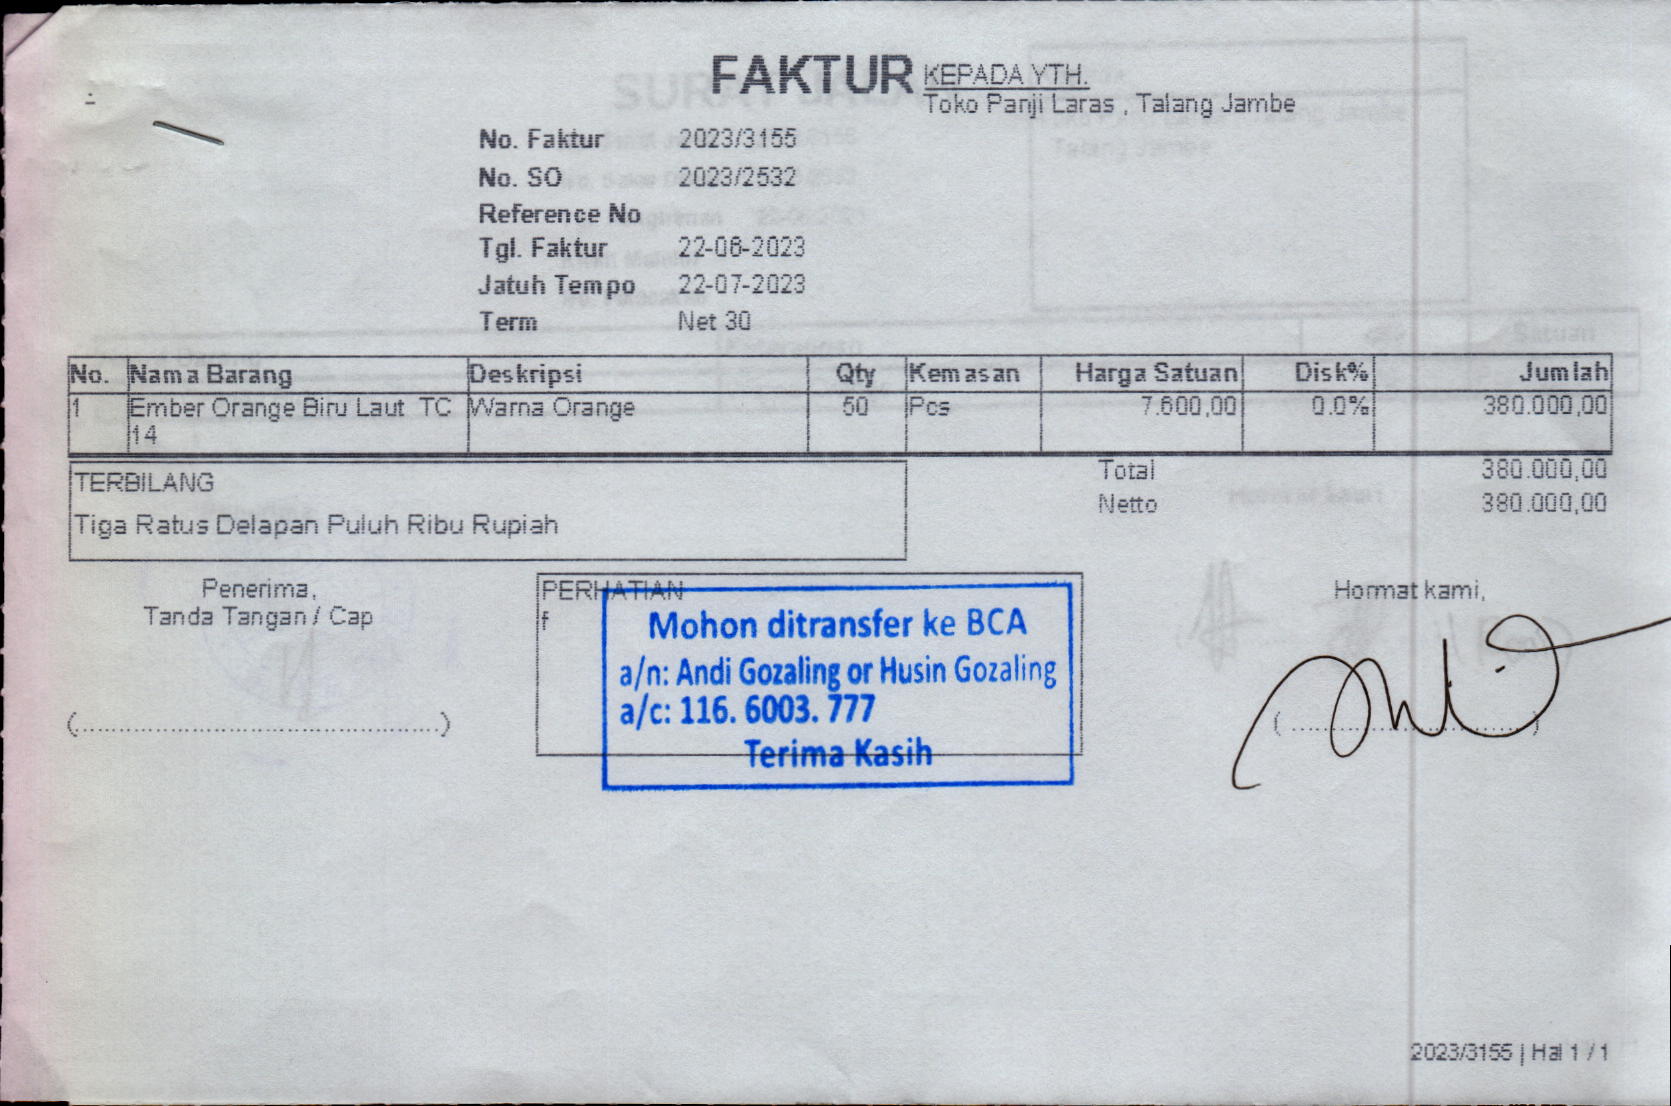 FAKTUR
KEPADA YTH.
Toko Panji Laras , Talang Jambe
No. Faktur 2023/3155
No. SO 2023/2532
Reference No
Tgl. Faktur 22-06-2023
Jatuh Tempo 22-07-2023
Term Net 30
No. Nama Barang Deskripsi Qty Kemasan Harga Satuan Disk% Jumlah
1 Ember Orange Biru Laut TC Warna Orange 50 Pcs 7.600,00 0.0% 380.000,00
14
Total 380.000,00
TERBILANG
Netto 380.000,00
Tiga Ratus Delapan Puluh Ribu Rupiah
Penerima,
Tanda Tangan / Cap
(..............................................)
PERHATIAN
f
Mohon ditransfer ke BCA
a/n: Andi Gozaling or Husin Gozaling
a/c: 116. 6003. 777
Terima Kasih
Hormat kami,
2023/3155 | Hal 1 / 1